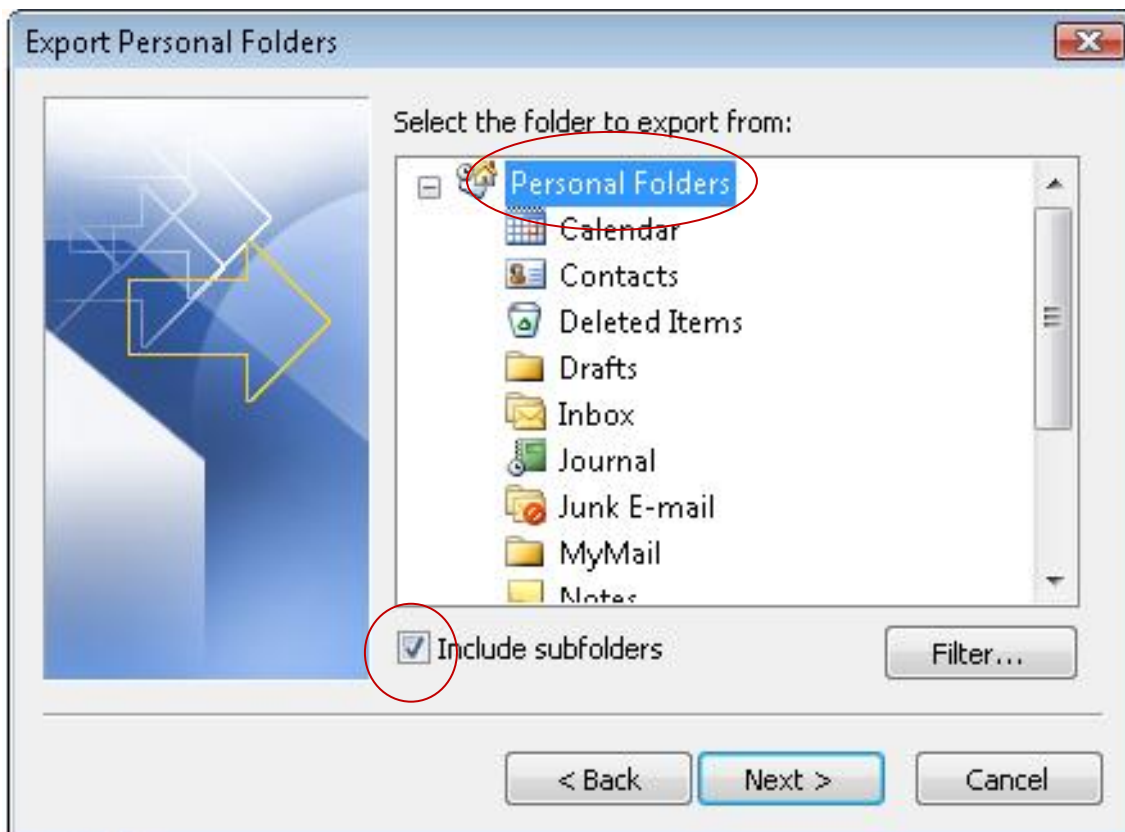 Export Personal Folders
Select the folder to export from:
Personal Folders
Calendar
Contacts
Deleted Items
Drafts
Inbox
Journal
Junk E-mail
MyMail
Notes
Include subfolders
Filter...
< Back
Next >
Cancel